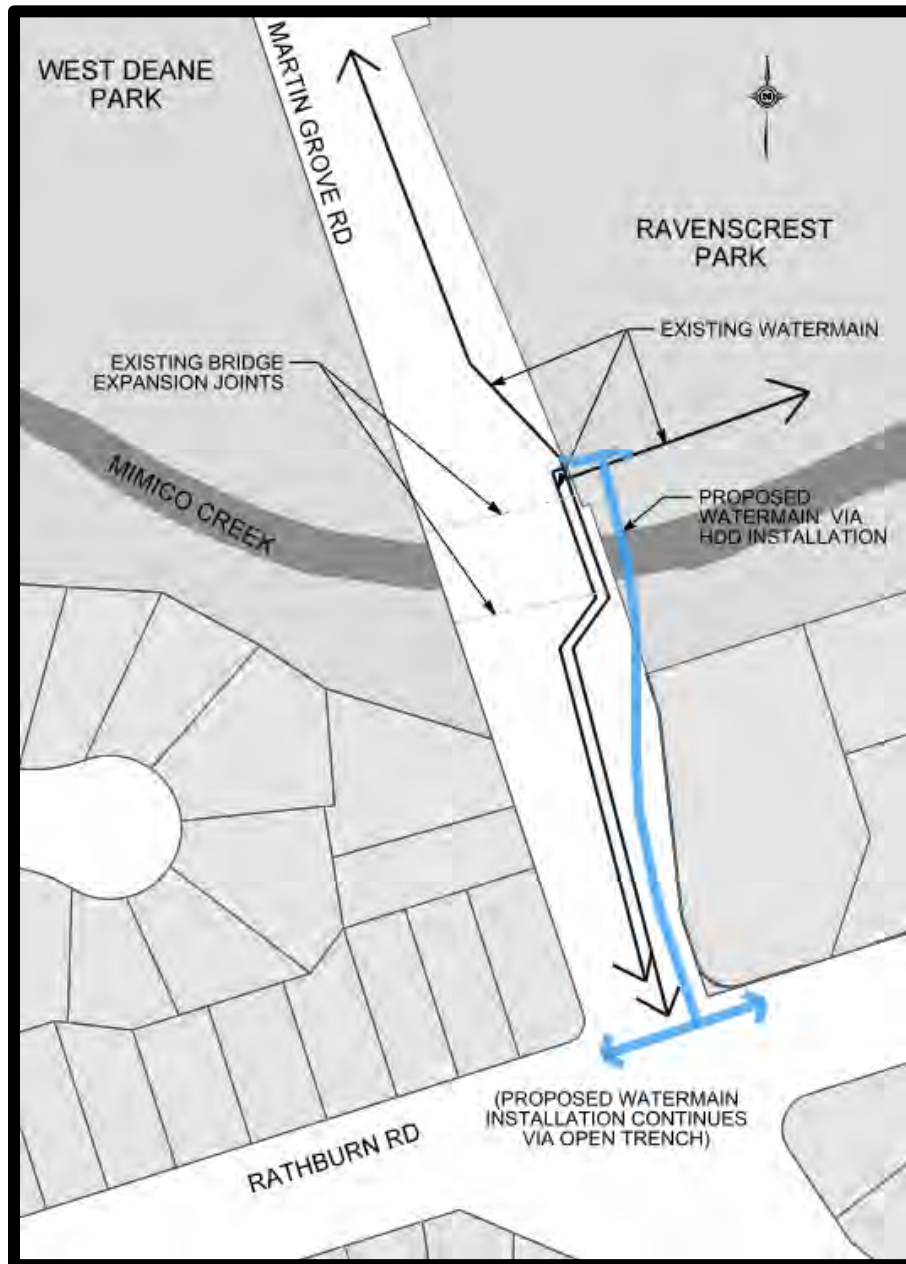 WEST DEANE
PARK
MARTIN GROVE RD
N
RAVENSCREST
PARK
EXISTING WATERMAIN
EXISTING BRIDGE
EXPANSION JOINTS
MIMICO CREEK
PROPOSED
WATERMAIN VIA
HDD INSTALLATION
(PROPOSED WATERMAIN
INSTALLATION CONTINUES
VIA OPEN TRENCH)
RATHBURN RD